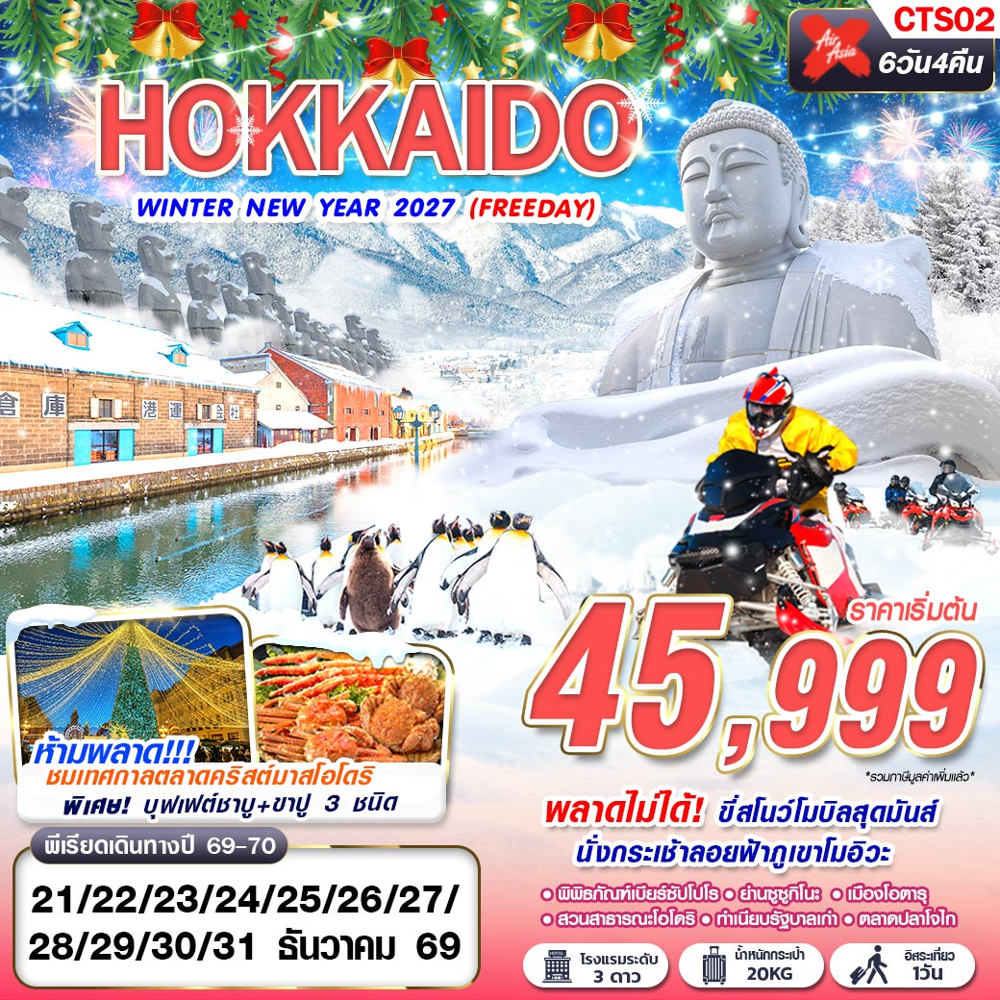 CTS02
Air Asia
6วัน4คืน
HOKKAIDO
WINTER NEW YEAR 2027 (FREEDAY)
倉庫 港運会社
ราคาเริ่มต้น
45,999
*รวมภาษีมูลค่าเพิ่มแล้ว*
ห้ามพลาด!!!
ชมเทศกาลตลาดคริสต์มาสโอโดริ
พิเศษ! บุฟเฟต์ชาบู+ขาปู 3 ชนิด
พลาดไม่ได้! ขี่สโนว์โมบิลสุดมันส์
นั่งกระเช้าลอยฟ้าภูเขาโมอิวะ
• พิพิธภัณฑ์เบียร์ซัปโปโร • ย่านซูซูกิโนะ • เมืองโอตารุ
• สวนสาธารณะโอโดริ • ทำเนียบรัฐบาลเก่า • ตลาดปลาโจไก
พีเรียดเดินทางปี 69-70
21/22/23/24/25/26/27/
28/29/30/31 ธันวาคม 69
HOTEL
โรงแรมระดับ
3 ดาว
น้ำหนักกระเป๋า
20KG
อิสระเที่ยว
1วัน